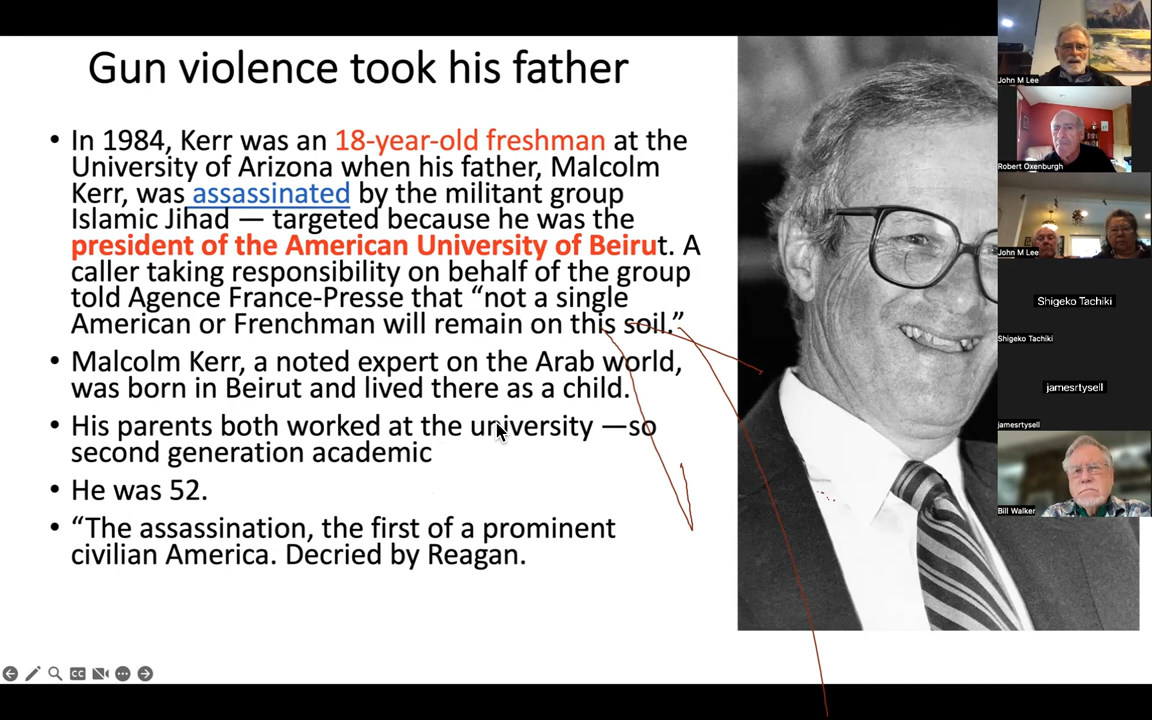 Gun violence took his father
• In 1984, Kerr was an 18-year-old freshman at the
University of Arizona when his father, Malcolm
Kerr, was assassinated by the militant group
Islamic Jihad — targeted because he was the
president of the American University of Beirut. A
caller taking responsibility on behalf of the group
told Agence France-Presse that “not a single
American or Frenchman will remain on this soil.”
• Malcolm Kerr, a noted expert on the Arab world,
was born in Beirut and lived there as a child.
• His parents both worked at the university —so
second generation academic
• He was 52.
• “The assassination, the first of a prominent
civilian America. Decried by Reagan.
CC
John M Lee
Robert Oxenburgh
John M Lee
Shigeko Tachiki
Shigeko Tachiki
jamesrtysell
jamesrtysell
Bill Walker